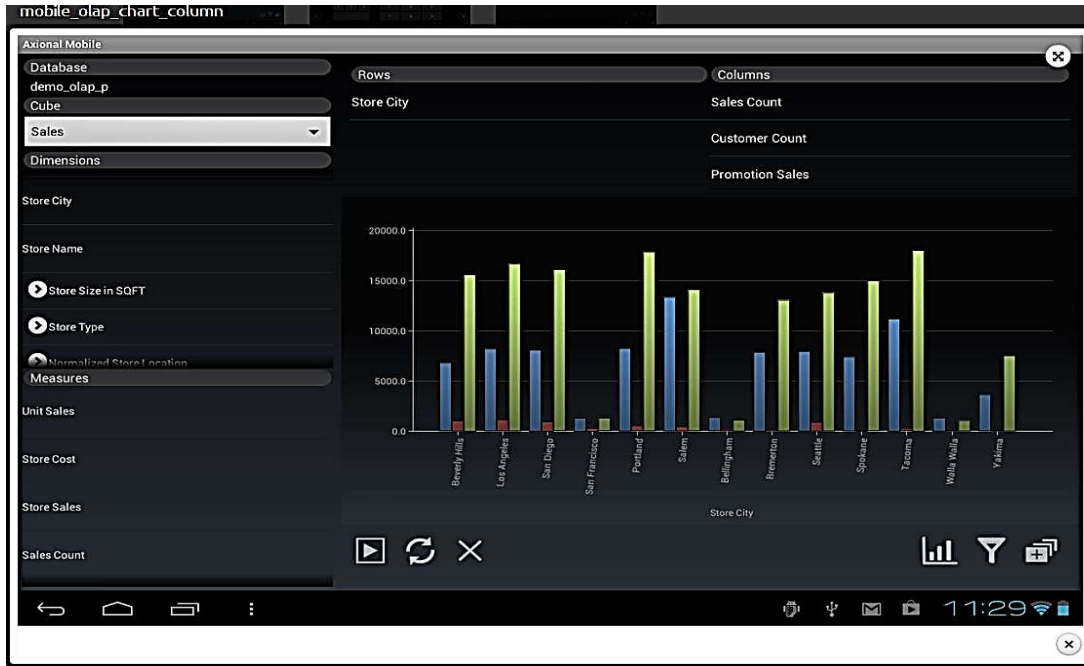 mobile_olap_chart_column
Axional Mobile
Database
demo_olap_p
Cube
Sales
Dimensions
Store City
Store Name
Store Size in SQFT
Store Type
Normalized Store Location
Measures
Unit Sales
Store Cost
Store Sales
Sales Count
Rows
Store City
Columns
Sales Count
Customer Count
Promotion Sales
20000.0
15000.0
10000.0
5000.0
0.0
Beverly Hills
Los Angeles
San Diego
San Francisco
Portland
Salem
Bellingham
Bremerton
Seattle
Spokane
Tacoma
Walla Walla
Yakima
Store City
11:29